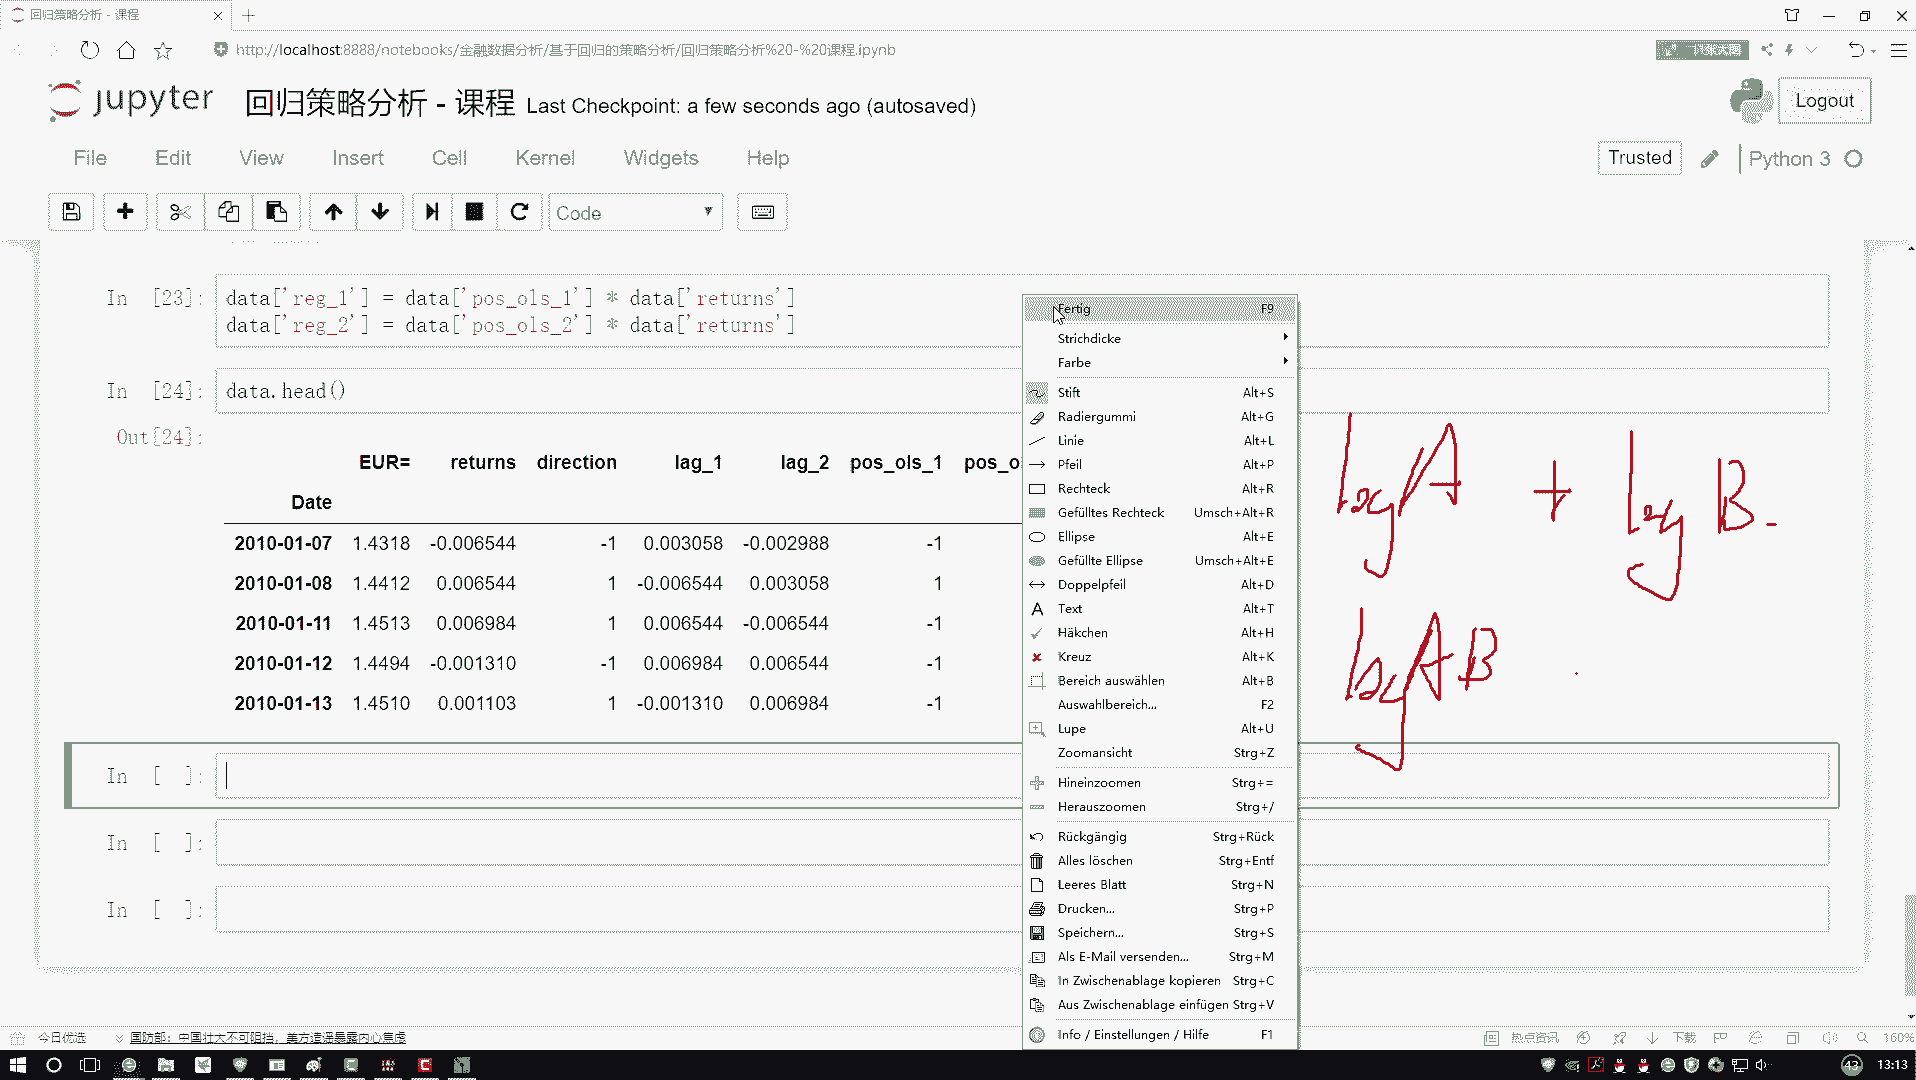 回归策略分析 - 课程
http://localhost:8888/notebooks/金融数据分析/基于回归的策略分析/回归策略分析%20-%20课程.ipynb
jupyter 回归策略分析 - 课程 Last Checkpoint: a few seconds ago (autosaved)
Logout
File Edit View Insert Cell Kernel Widgets Help
Trusted Python 3
Code
In [23]: data['reg_1'] = data['pos_ols_1'] * data['returns']
data['reg_2'] = data['pos_ols_2'] * data['returns']
In [24]: data.head()
Out[24]:
EUR= returns direction lag_1 lag_2 pos_ols_1 pos_o
Date
2010-01-07 1.4318 -0.006544 -1 0.003058 -0.002988 -1
2010-01-08 1.4412 0.006544 1 -0.006544 0.003058 1
2010-01-11 1.4513 0.006984 1 0.006544 -0.006544 -1
2010-01-12 1.4494 -0.001310 -1 0.006984 0.006544 -1
2010-01-13 1.4510 0.001103 1 -0.001310 0.006984 -1
In [ ]:
In [ ]:
In [ ]:
Fertig F9
Strichdicke
Farbe
Stift Alt+S
Radiergummi Alt+G
Linie Alt+L
Pfeil Alt+P
Rechteck Alt+R
Gefülltes Rechteck Umsch+Alt+R
Ellipse Alt+E
Gefüllte Ellipse Umsch+Alt+E
Doppelpfeil Alt+D
Text Alt+T
Häkchen Alt+H
Kreuz Alt+K
Bereich auswählen Alt+B
Auswahlbereich... F2
Lupe Alt+U
Zoomansicht Strg+Z
Hineinzoomen Strg+=
Herauszoomen Strg+/
Rückgängig Strg+Rück
Alles löschen Strg+Entf
Leeres Blatt Strg+N
Drucken... Strg+P
Speichern... Strg+S
Als E-Mail versenden... Strg+M
In Zwischenablage kopieren Strg+C
Aus Zwischenablage einfügen Strg+V
Info / Einstellungen / Hilfe F1
logA + logB
logAB
今日优选 国防部：中国壮大不可阻挡，美方造谣暴露内心焦虑
热点资讯 下载 160%
43 13:13